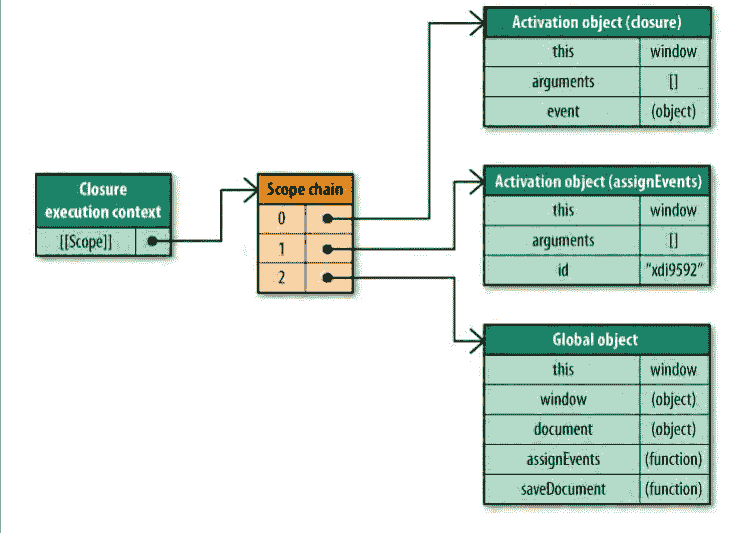 Activation object (closure)
this window
arguments []
event (object)
Closure
execution context
[[Scope]]
Scope chain
0
1
2
Activation object (assignEvents)
this window
arguments []
id "xdi9592"
Global object
this window
window (object)
document (object)
assignEvents (function)
saveDocument (function)